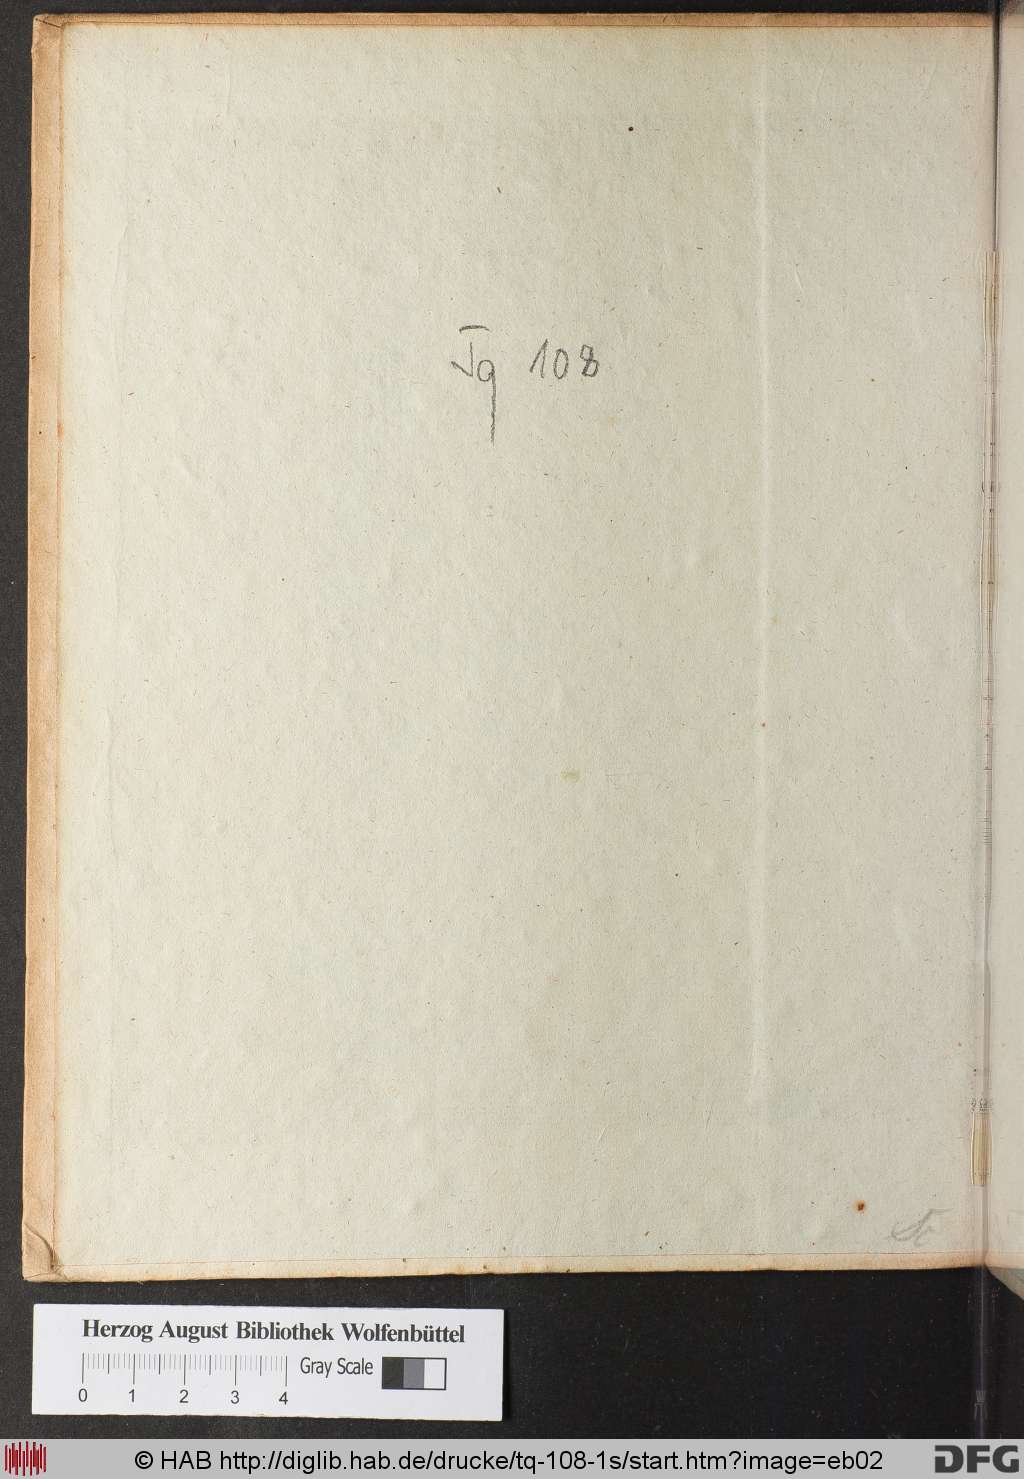 Tq 108
Herzog August Bibliothek Wolfenbüttel
0 1 2 3 4 Gray Scale
© HAB http://diglib.hab.de/drucke/tq-108-1s/start.htm?image=eb02
DFG